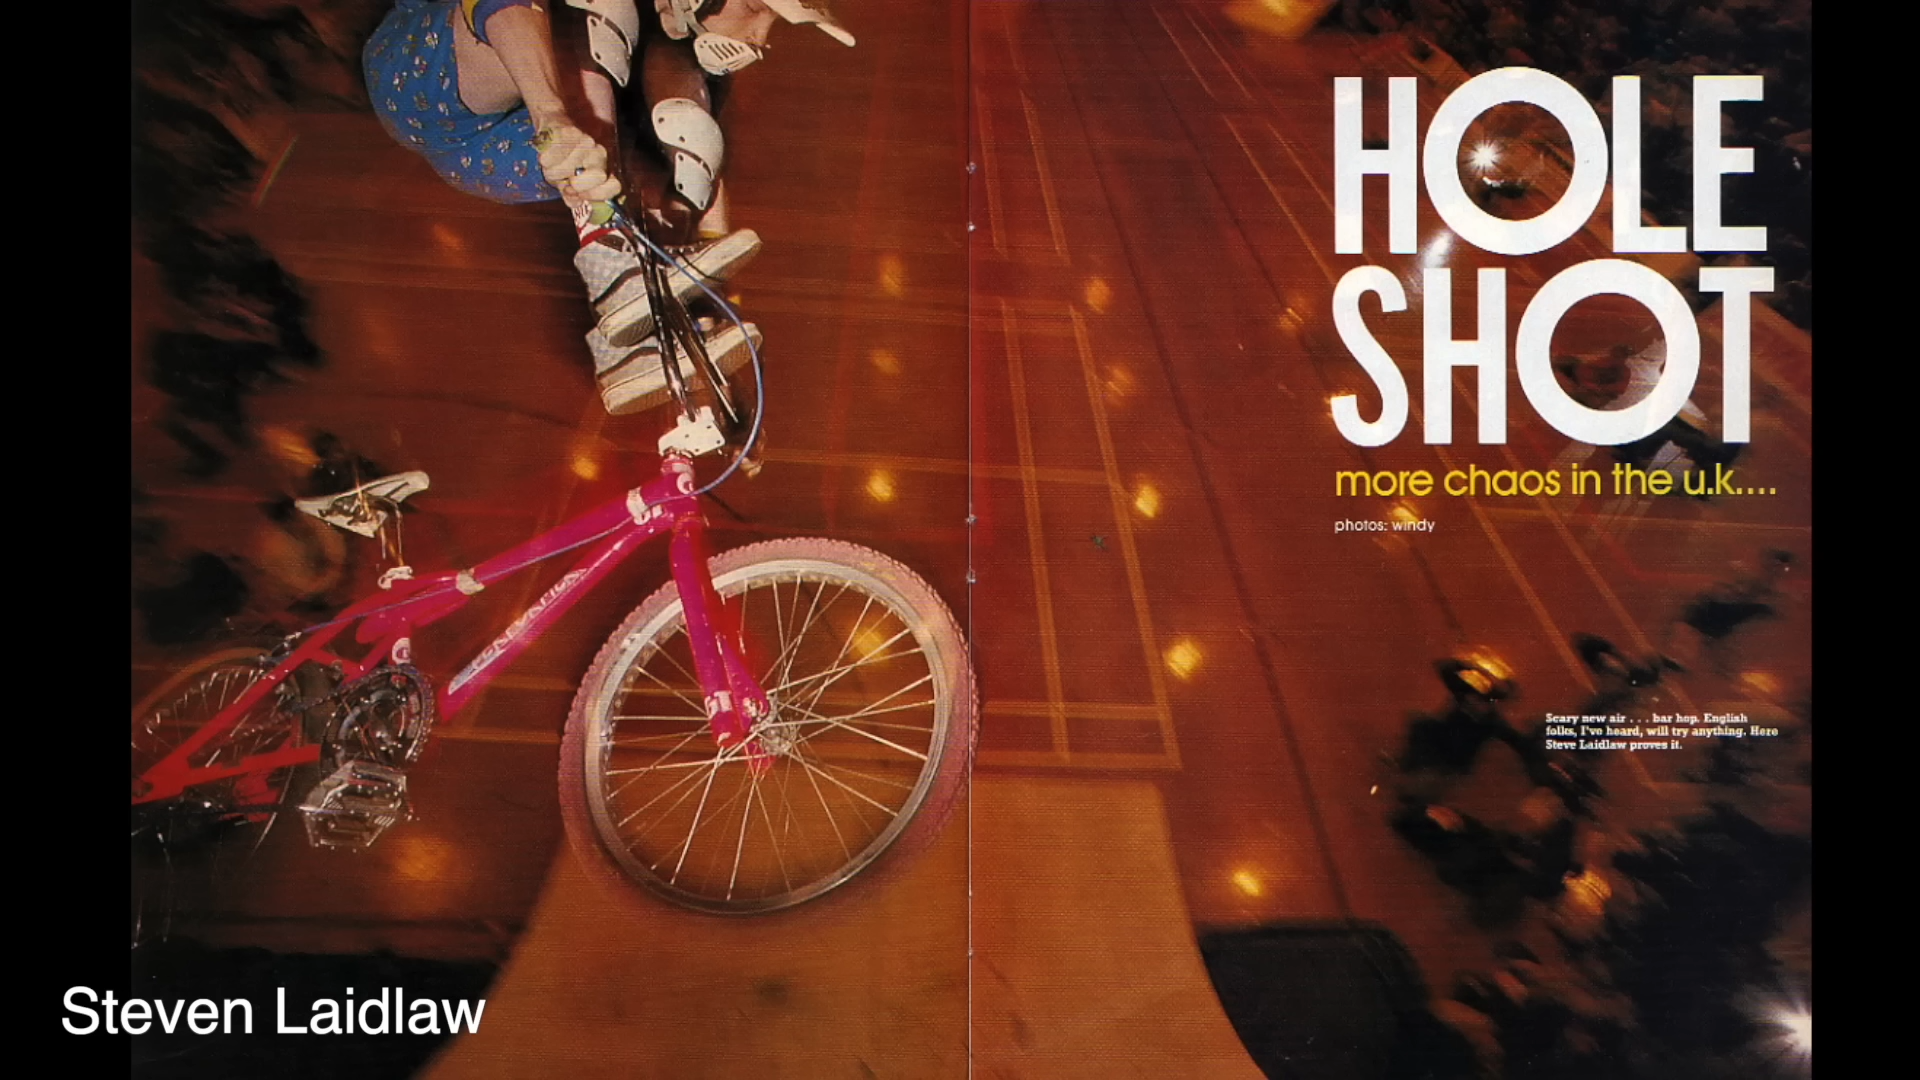 HOLE
SHOT
more chaos in the u.k....
photos: windy
Scary new air . . . bar hop. English
folks, I've heard, will try anything. Here
Steve Laidlaw proves it.
Steven Laidlaw